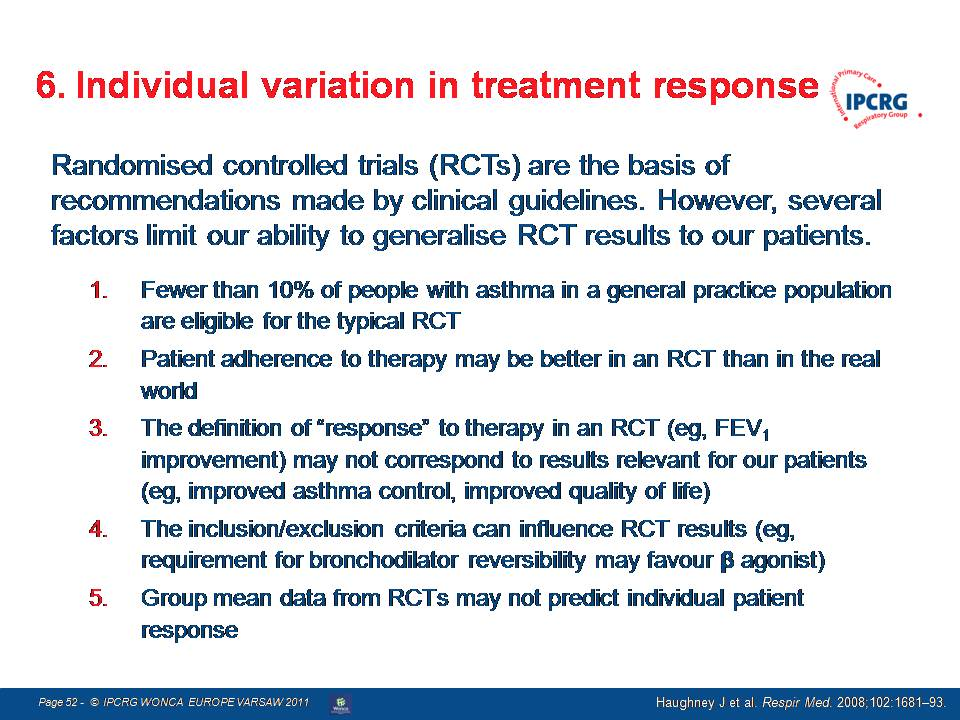 6. Individual variation in treatment response
International Primary Care
IPCRG
Respiratory Group
Randomised controlled trials (RCTs) are the basis of
recommendations made by clinical guidelines. However, several
factors limit our ability to generalise RCT results to our patients.
1. Fewer than 10% of people with asthma in a general practice population
are eligible for the typical RCT
2. Patient adherence to therapy may be better in an RCT than in the real
world
3. The definition of “response” to therapy in an RCT (eg, FEV₁
improvement) may not correspond to results relevant for our patients
(eg, improved asthma control, improved quality of life)
4. The inclusion/exclusion criteria can influence RCT results (eg,
requirement for bronchodilator reversibility may favour β agonist)
5. Group mean data from RCTs may not predict individual patient
response
Page 52 - © IPCRG WONCA EUROPE VARSAW 2011
Wonca
Haughney J et al. Respir Med. 2008;102:1681–93.